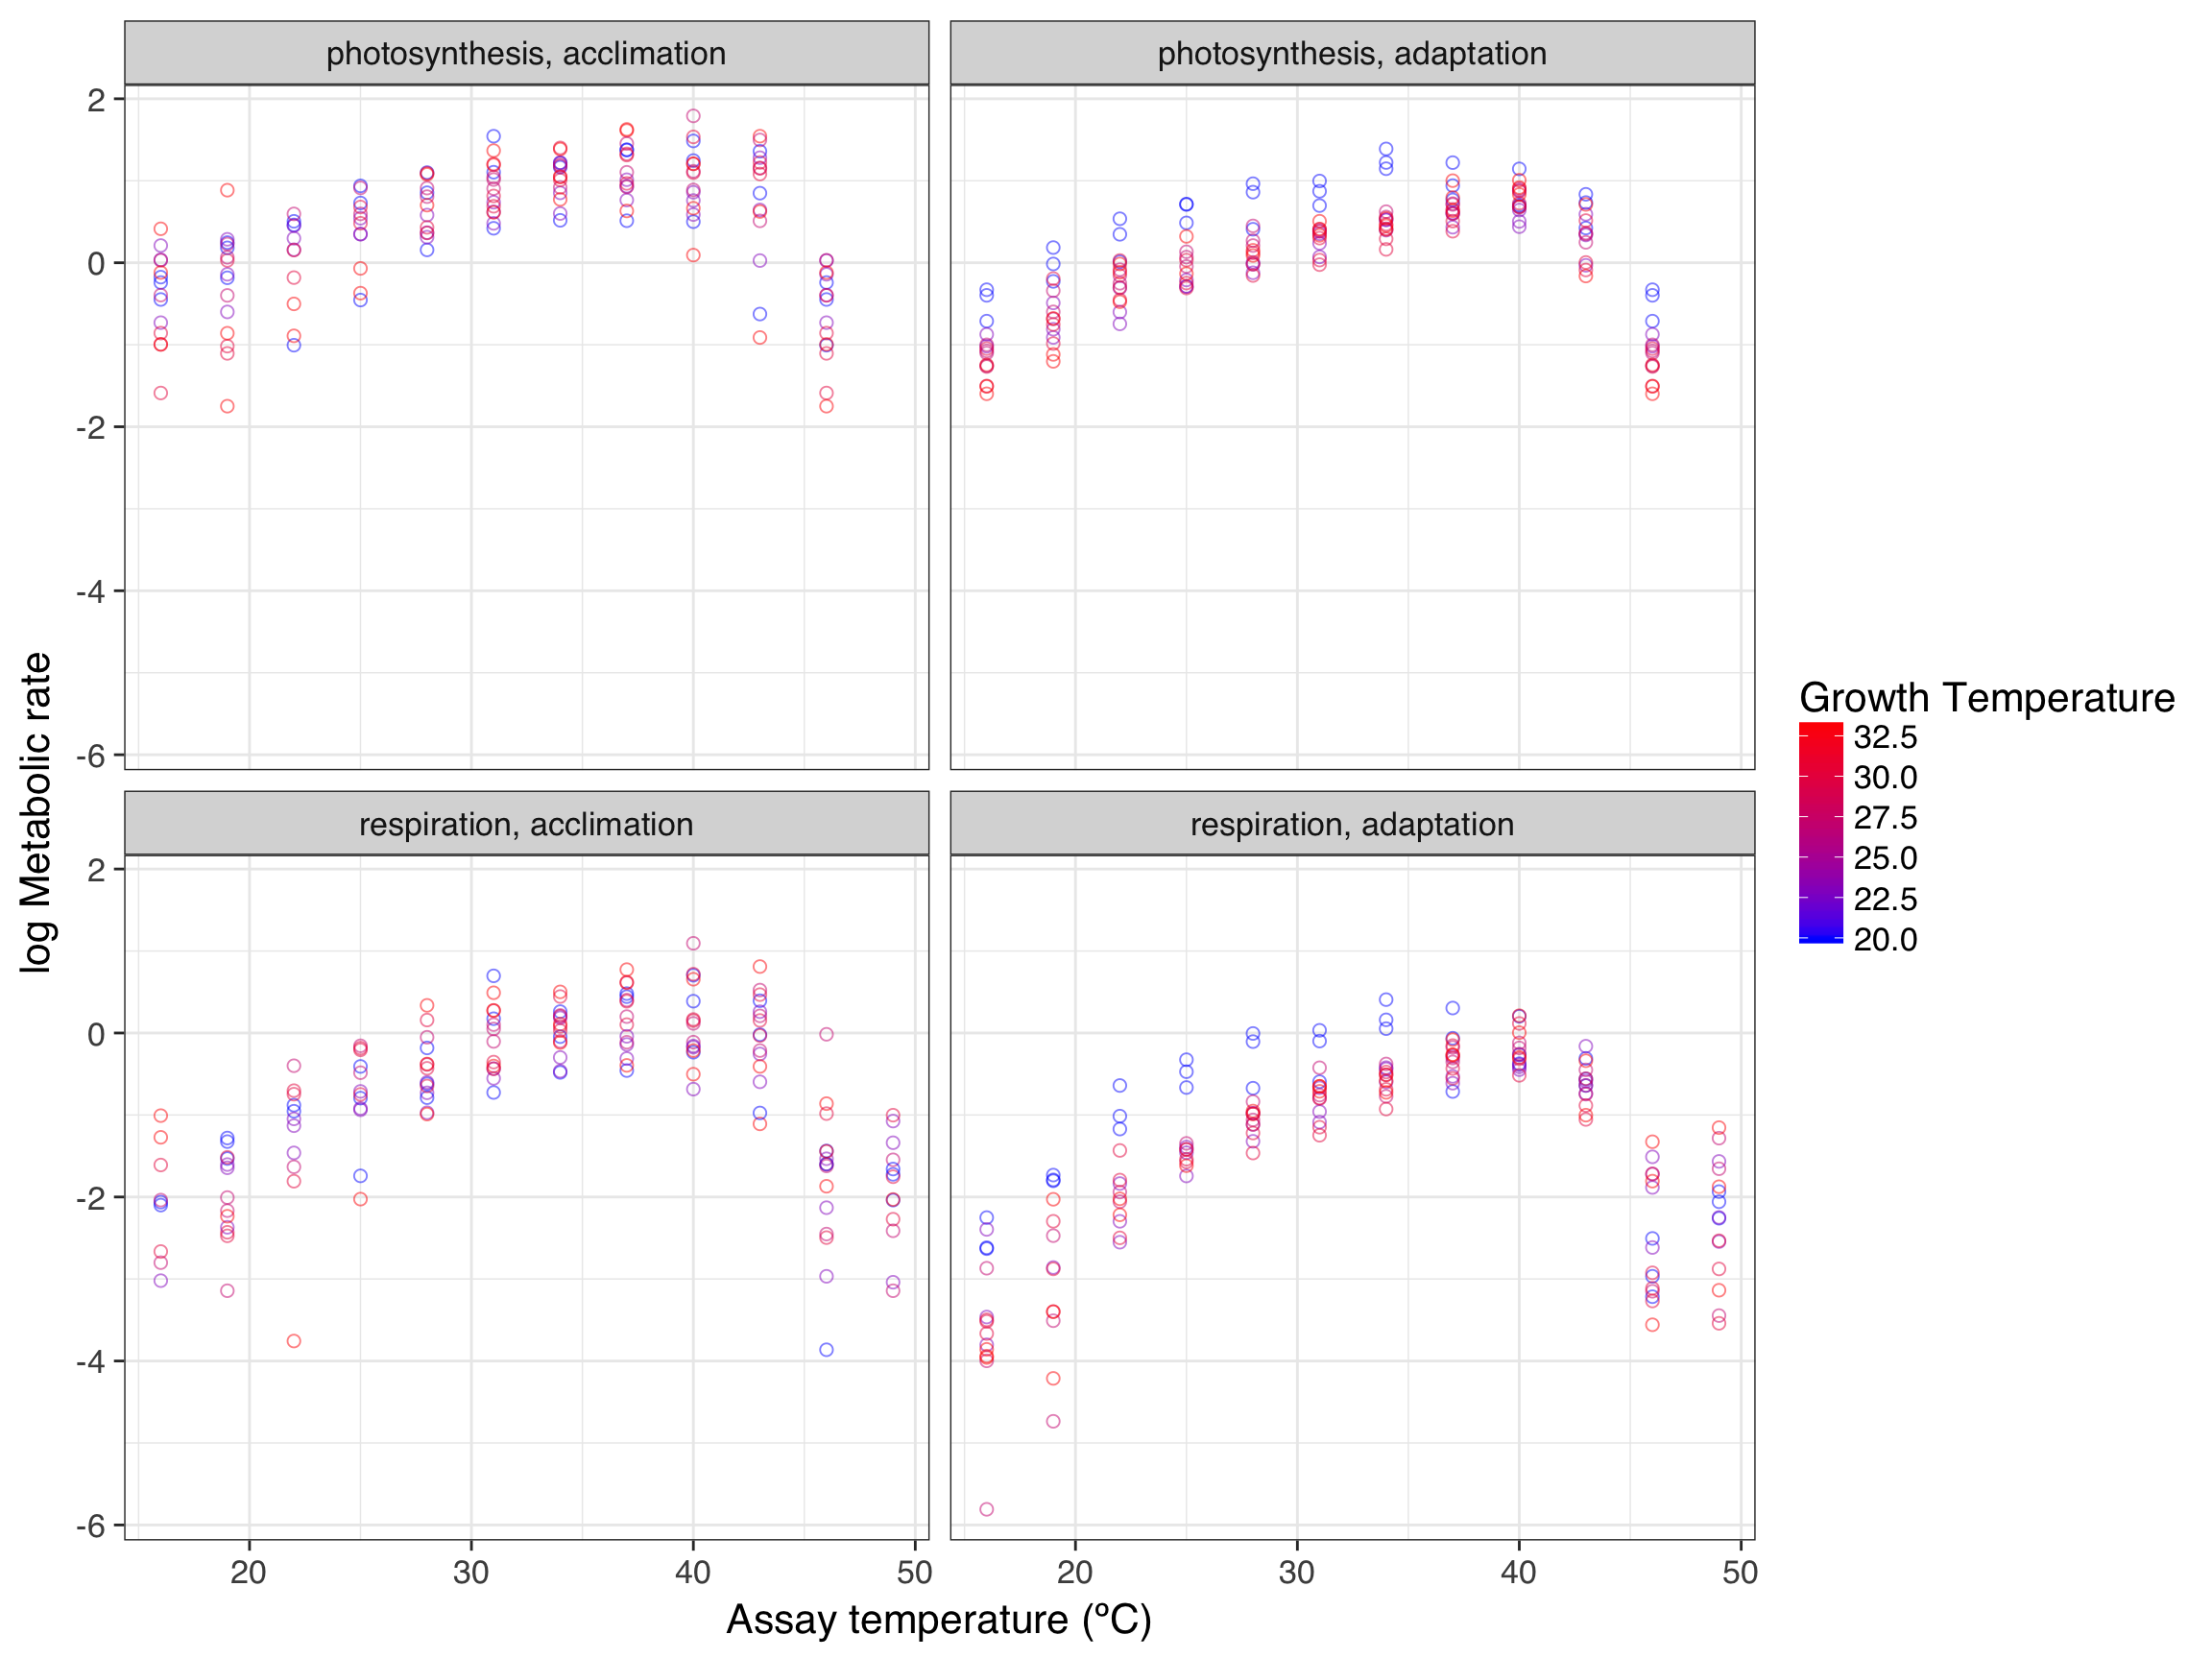 photosynthesis, acclimation
photosynthesis, adaptation
2
0
-2
-4
-6
respiration, acclimation
respiration, adaptation
2
0
-2
-4
-6
20 30 40 50
20 30 40 50
Assay temperature (ºC)
log Metabolic rate
Growth Temperature
32.5
30.0
27.5
25.0
22.5
20.0